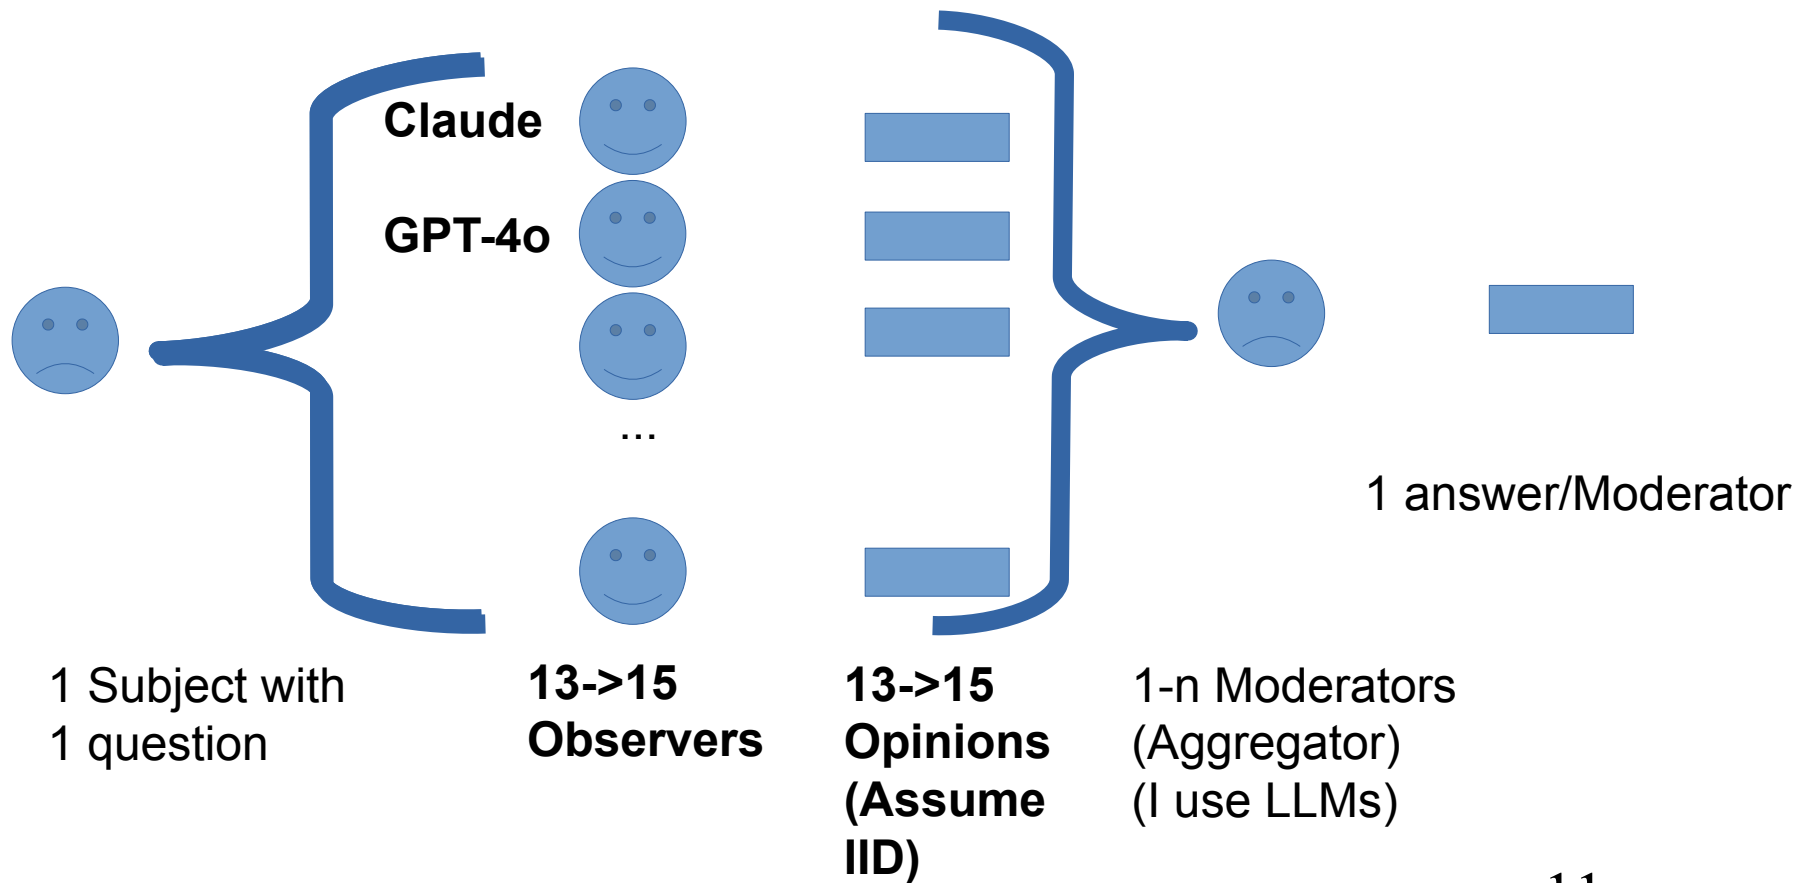 Claude
GPT-4o
...
1 answer/Moderator
1 Subject with
1 question
13->15
Observers
13->15
Opinions
(Assume
IID)
1-n Moderators
(Aggregator)
(I use LLMs)